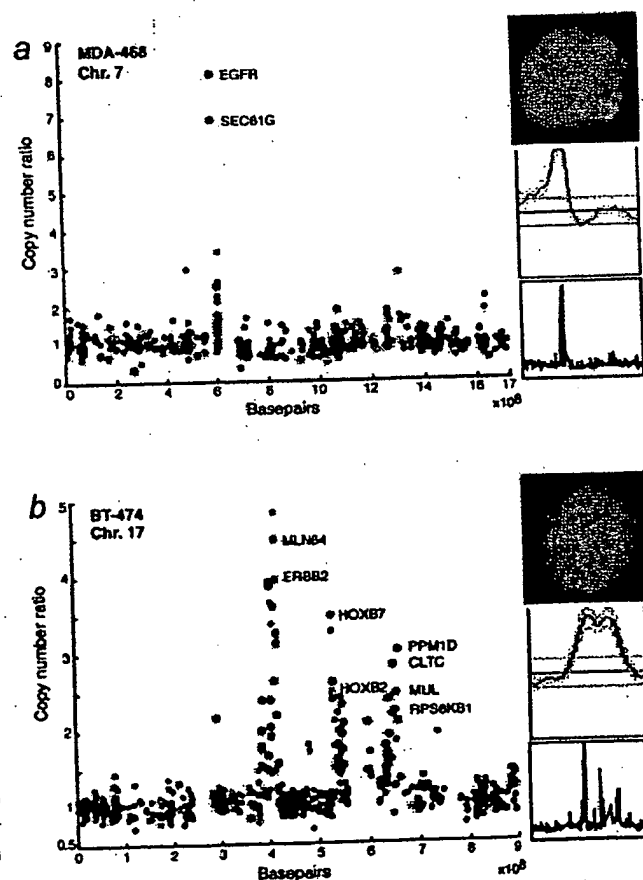 a
MDA-468
Chr. 7
EGFR
SEC61G
Copy number ratio
9
8
7
6
5
4
3
2
1
0
0 2 4 6 8 10 12 14 16 17
Basepairs
x10⁶
b
BT-474
Chr. 17
MLN64
ERBB2
HOXB7
PPM1D
CLTC
HOXB2
MUL
RPS6KB1
Copy number ratio
5
4
3
2
1
0.5
0 1 2 3 4 5 6 7 8 9
Basepairs
x10⁶